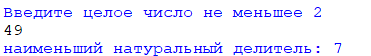 Введите целое число не меньшее 2
49
наименьший натуральный делитель: 7